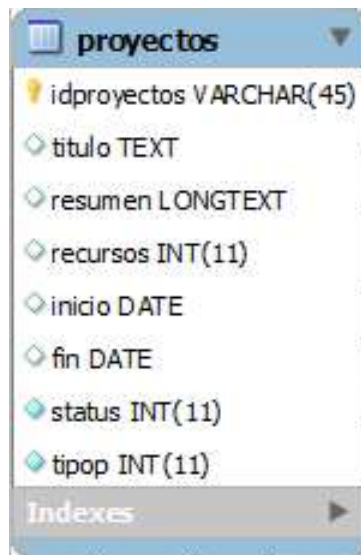 proyectos
idproyectos VARCHAR(45)
titulo TEXT
resumen LONGTEXT
recursos INT(11)
inicio DATE
fin DATE
status INT(11)
tipop INT(11)
Indexes